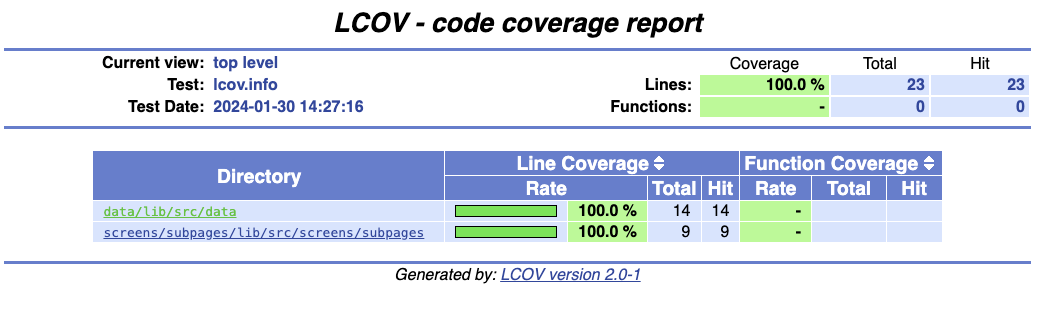 LCOV - code coverage report
Current view: top level
Coverage Total Hit
Test: lcov.info
Lines: 100.0 % 23 23
Test Date: 2024-01-30 14:27:16
Functions: - 0 0
Directory Line Coverage Function Coverage
Rate Total Hit Rate Total Hit
data/lib/src/data 100.0 % 14 14 -
screens/subpages/lib/src/screens/subpages 100.0 % 9 9 -
Generated by: LCOV version 2.0-1